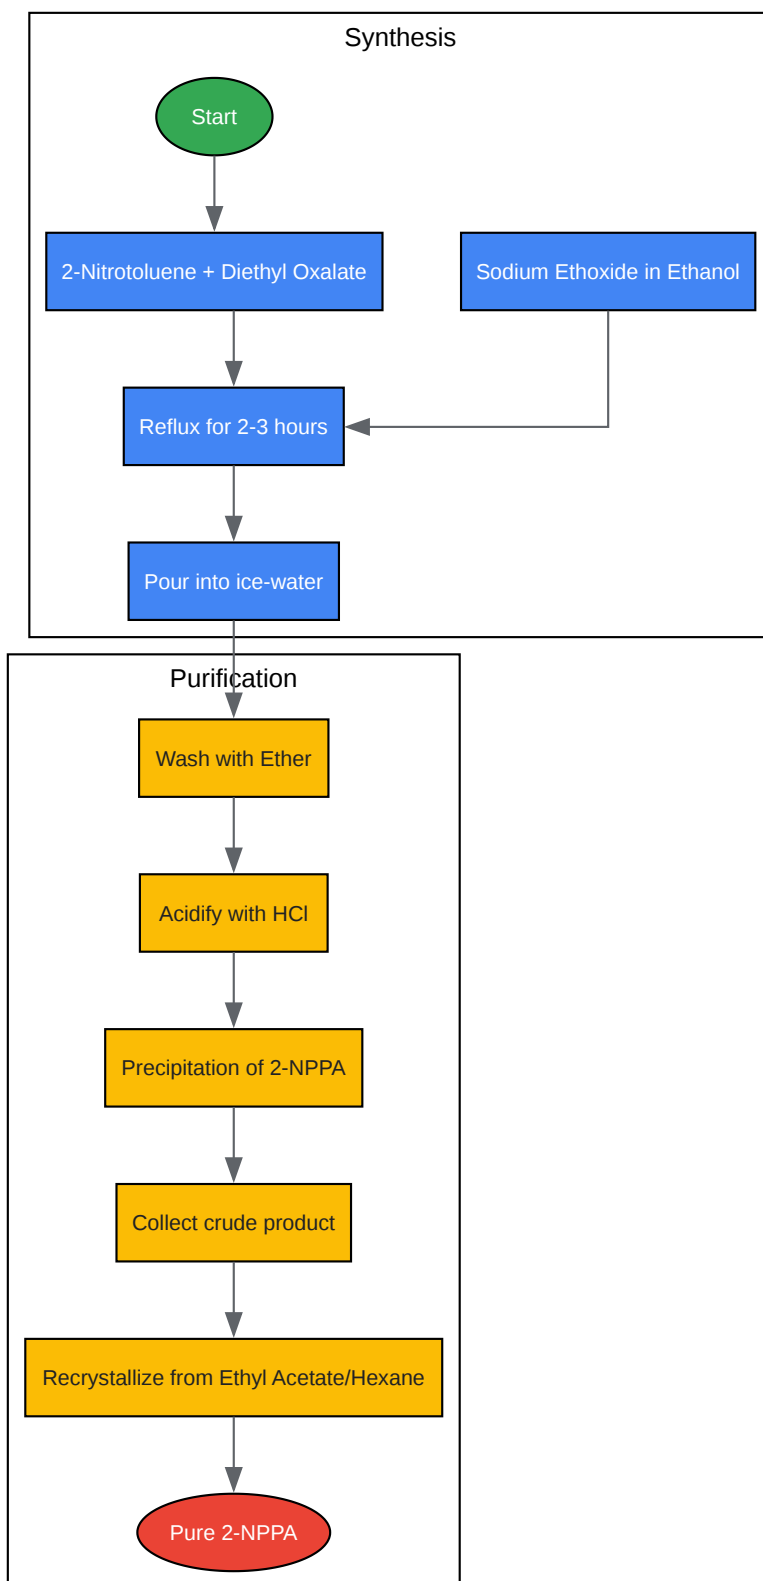 Synthesis
Start
2-Nitrotoluene + Diethyl Oxalate
Sodium Ethoxide in Ethanol
Reflux for 2-3 hours
Pour into ice-water
Purification
Wash with Ether
Acidify with HCl
Precipitation of 2-NPPA
Collect crude product
Recrystallize from Ethyl Acetate/Hexane
Pure 2-NPPA